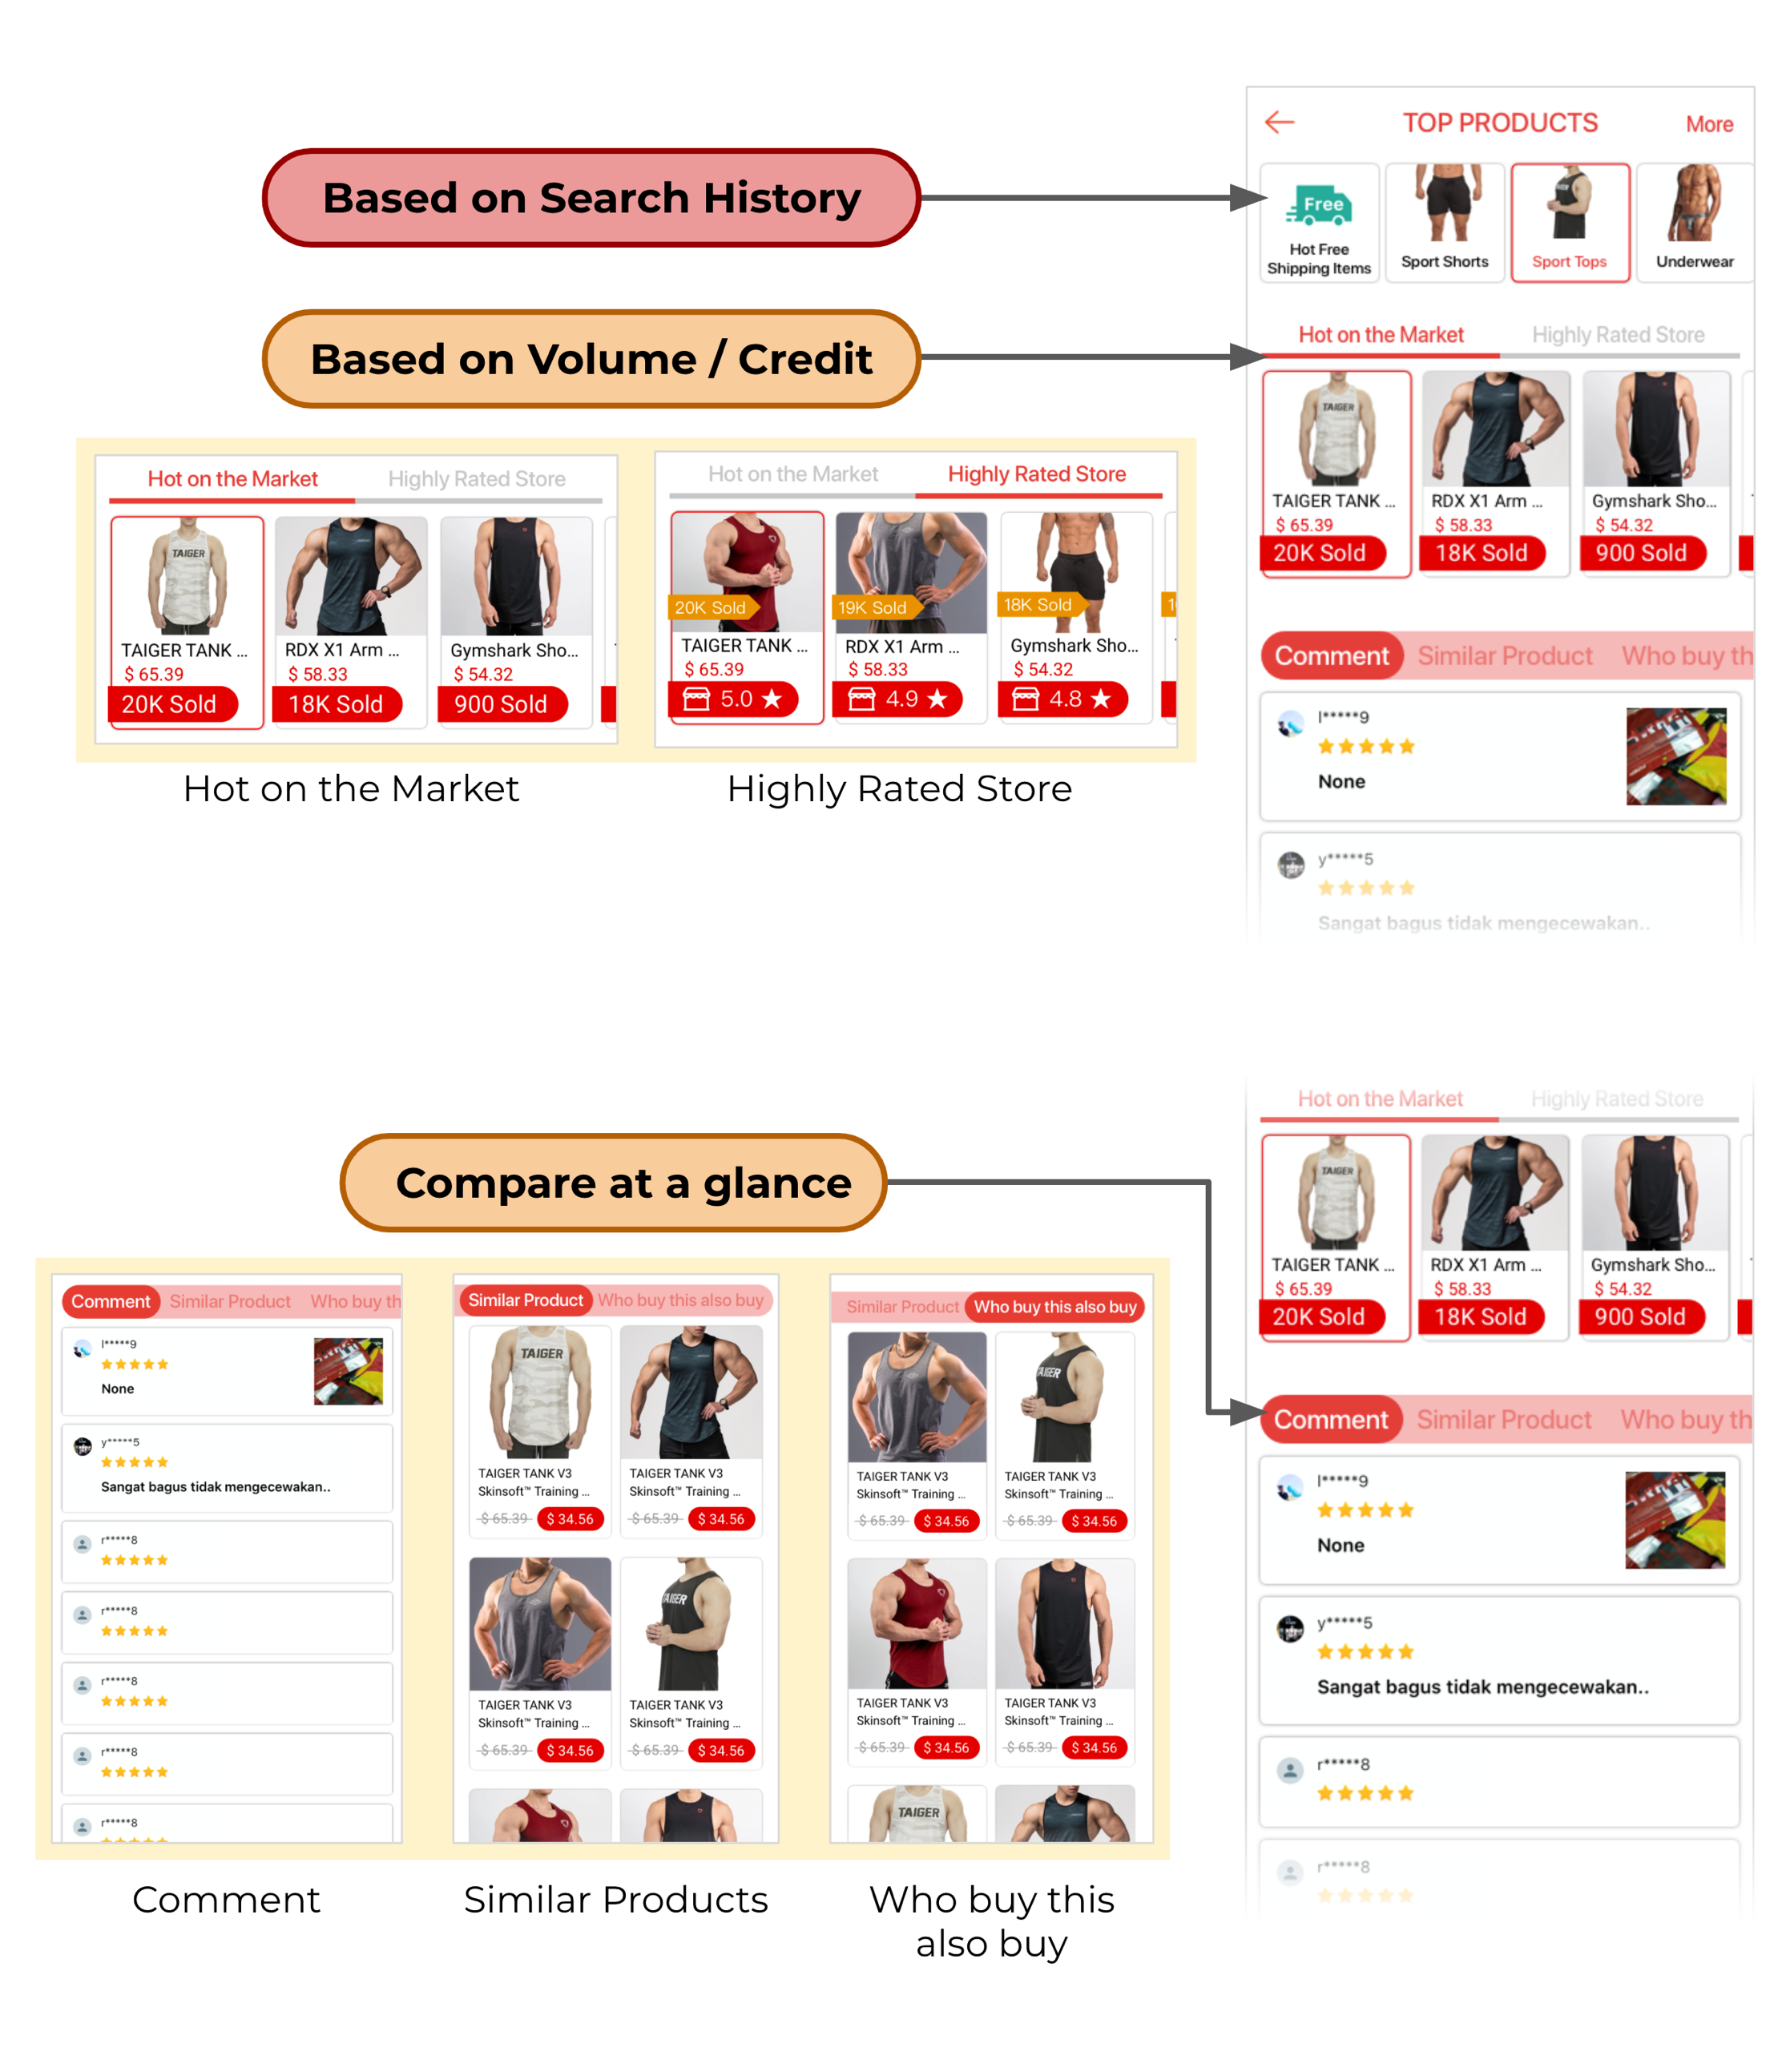 Based on Search History
Based on Volume / Credit
TOP PRODUCTS
More
Free
Hot Free
Shipping Items
Sport Shorts
Sport Tops
Underwear
Hot on the Market
Highly Rated Store
TAIGER
TAIGER TANK ...
$ 65.39
20K Sold
RDX X1 Arm ...
$ 58.33
18K Sold
Gymshark Sho...
$ 54.32
900 Sold
Comment
Similar Product
Who buy th
l*****9
None
y*****5
Sangat bagus tidak mengecewakan..
Hot on the Market
Highly Rated Store
TAIGER
TAIGER TANK ...
$ 65.39
20K Sold
RDX X1 Arm ...
$ 58.33
18K Sold
Gymshark Sho...
$ 54.32
900 Sold
Hot on the Market
Hot on the Market
Highly Rated Store
20K Sold
TAIGER TANK ...
$ 65.39
5.0
19K Sold
RDX X1 Arm ...
$ 58.33
4.9
18K Sold
Gymshark Sho...
$ 54.32
4.8
Highly Rated Store
Compare at a glance
Comment
Similar Product
Who buy th
l*****9
None
y*****5
Sangat bagus tidak mengecewakan..
r*****8
r*****8
r*****8
r*****8
r*****8
Comment
Similar Product
Who buy this also buy
TAIGER
TAIGER TANK V3
Skinsoft™ Training ...
$ 65.39
$ 34.56
TAIGER TANK V3
Skinsoft™ Training ...
$ 65.39
$ 34.56
TAIGER TANK V3
Skinsoft™ Training ...
$ 65.39
$ 34.56
TAIGER
TAIGER TANK V3
Skinsoft™ Training ...
$ 65.39
$ 34.56
Similar Products
Similar Product
Who buy this also buy
TAIGER TANK V3
Skinsoft™ Training ...
$ 65.39
$ 34.56
TAIGER
TAIGER TANK V3
Skinsoft™ Training ...
$ 65.39
$ 34.56
TAIGER TANK V3
Skinsoft™ Training ...
$ 65.39
$ 34.56
TAIGER TANK V3
Skinsoft™ Training ...
$ 65.39
$ 34.56
TAIGER
Who buy this
also buy
Hot on the Market
Highly Rated Store
TAIGER
TAIGER TANK ...
$ 65.39
20K Sold
RDX X1 Arm ...
$ 58.33
18K Sold
Gymshark Sho...
$ 54.32
900 Sold
Comment
Similar Product
Who buy th
l*****9
None
y*****5
Sangat bagus tidak mengecewakan..
r*****8
r*****8